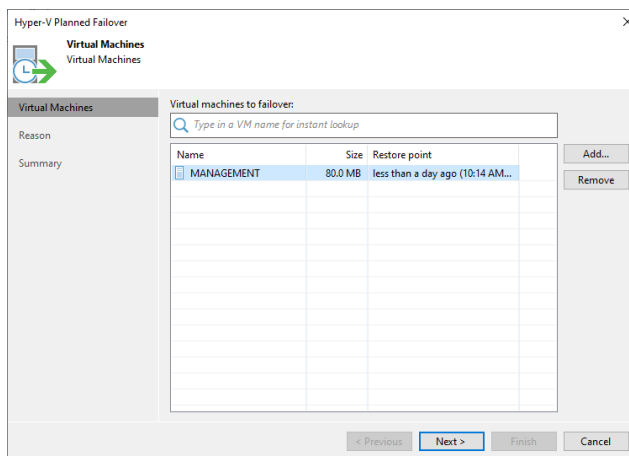 Hyper-V Planned Failover
Virtual Machines
Virtual Machines
Virtual Machines
Reason
Summary
Virtual machines to failover:
Type in a VM name for instant lookup
Name Size Restore point
MANAGEMENT 80.0 MB less than a day ago (10:14 AM...
Add...
Remove
< Previous Next > Finish Cancel